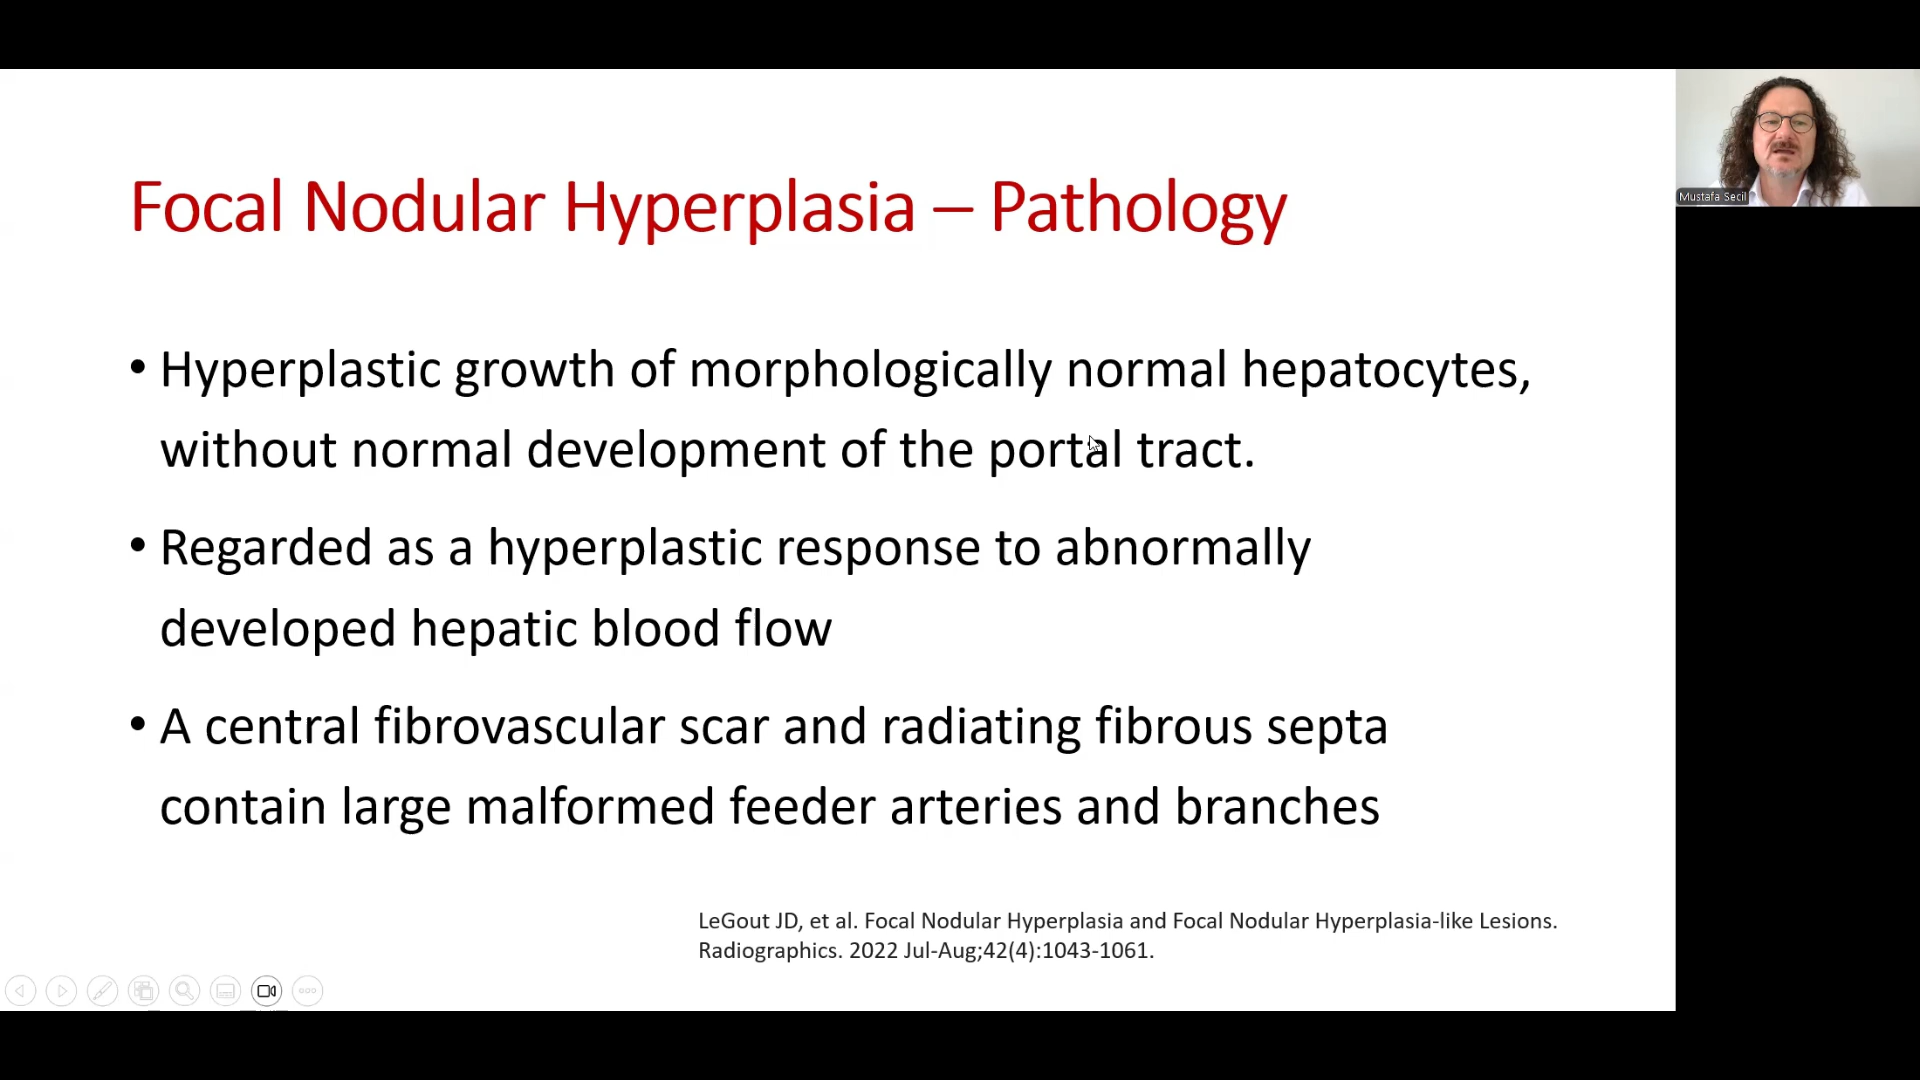 Focal Nodular Hyperplasia – Pathology
• Hyperplastic growth of morphologically normal hepatocytes,
without normal development of the portal tract.
• Regarded as a hyperplastic response to abnormally
developed hepatic blood flow
• A central fibrovascular scar and radiating fibrous septa
contain large malformed feeder arteries and branches
LeGout JD, et al. Focal Nodular Hyperplasia and Focal Nodular Hyperplasia-like Lesions.
Radiographics. 2022 Jul-Aug;42(4):1043-1061.
Mustafa Secil